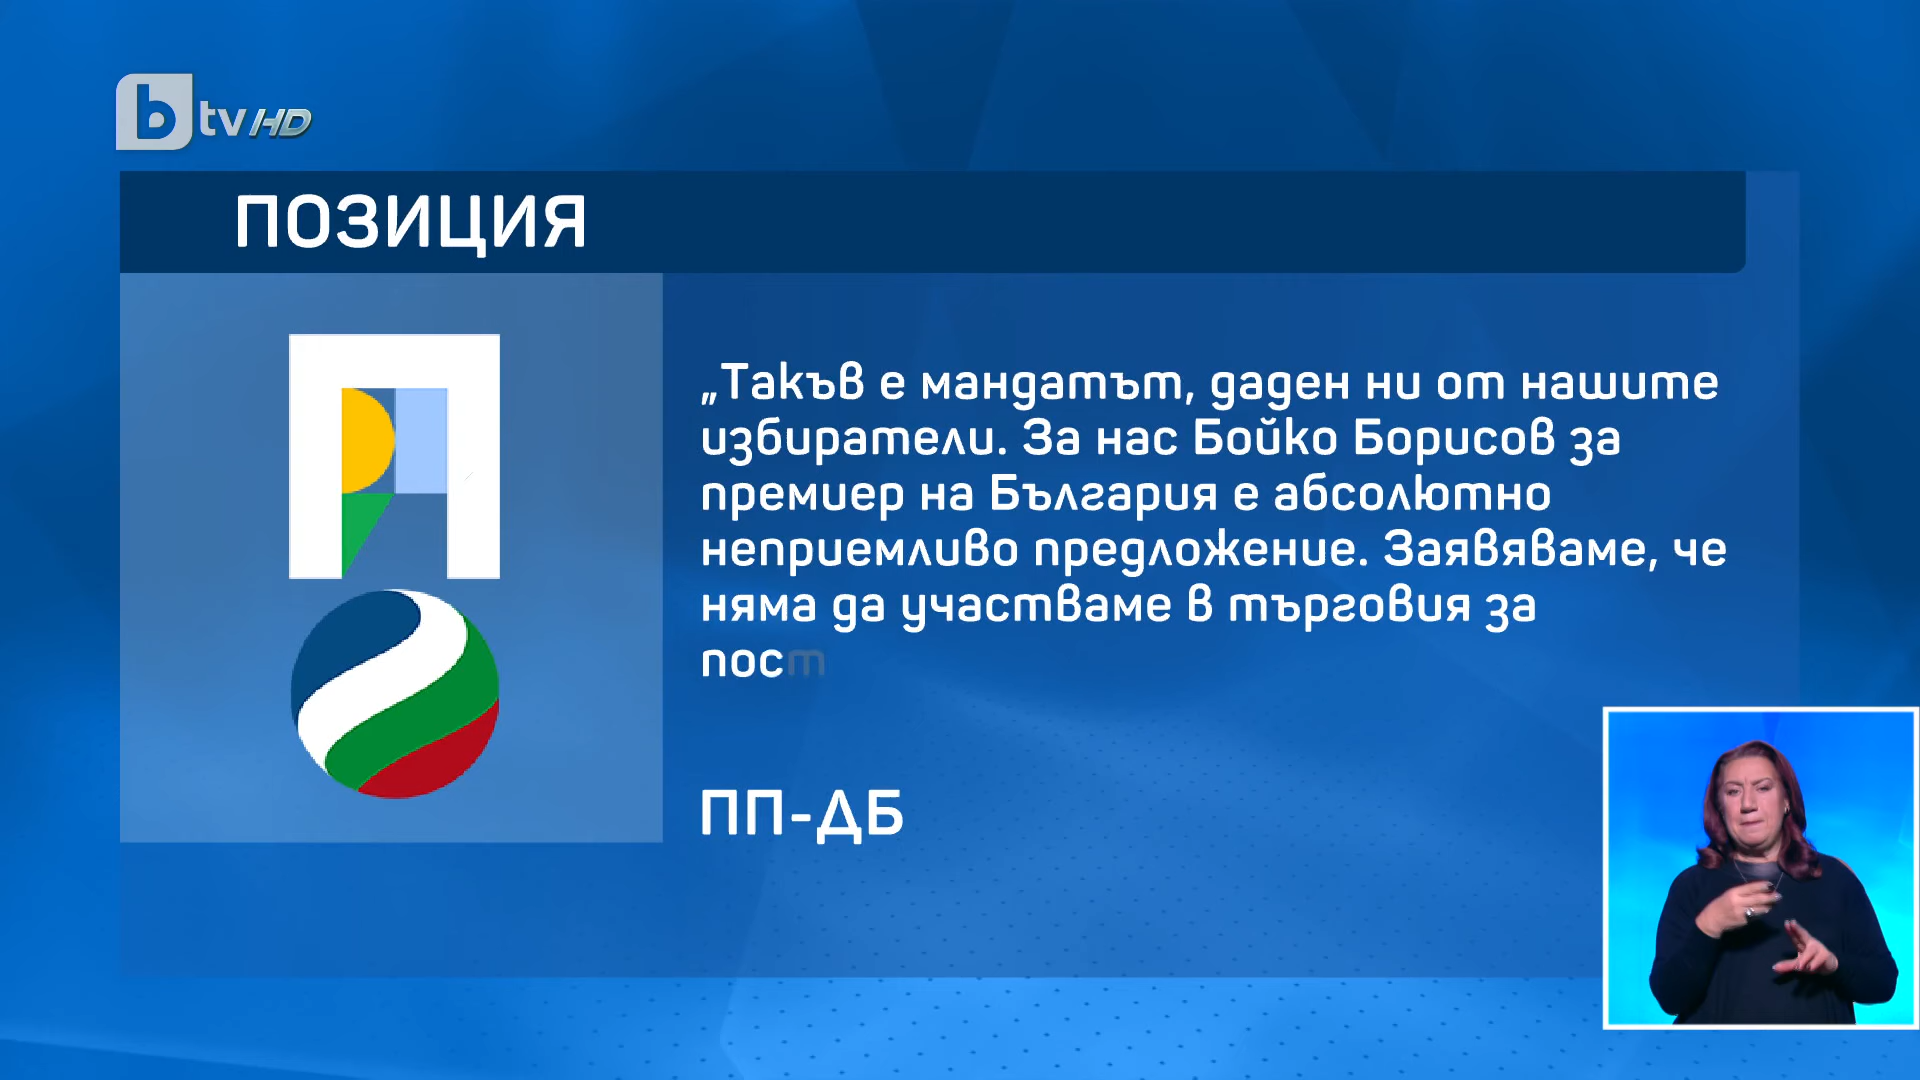 btv HD
ПОЗИЦИЯ
„Такъв е мандатът, даден ни от нашите
избиратели. За нас Бойко Борисов за
премиер на България е абсолютно
неприемливо предложение. Заявяваме, че
няма да участваме в търговия за
пост
ПП-ДБ